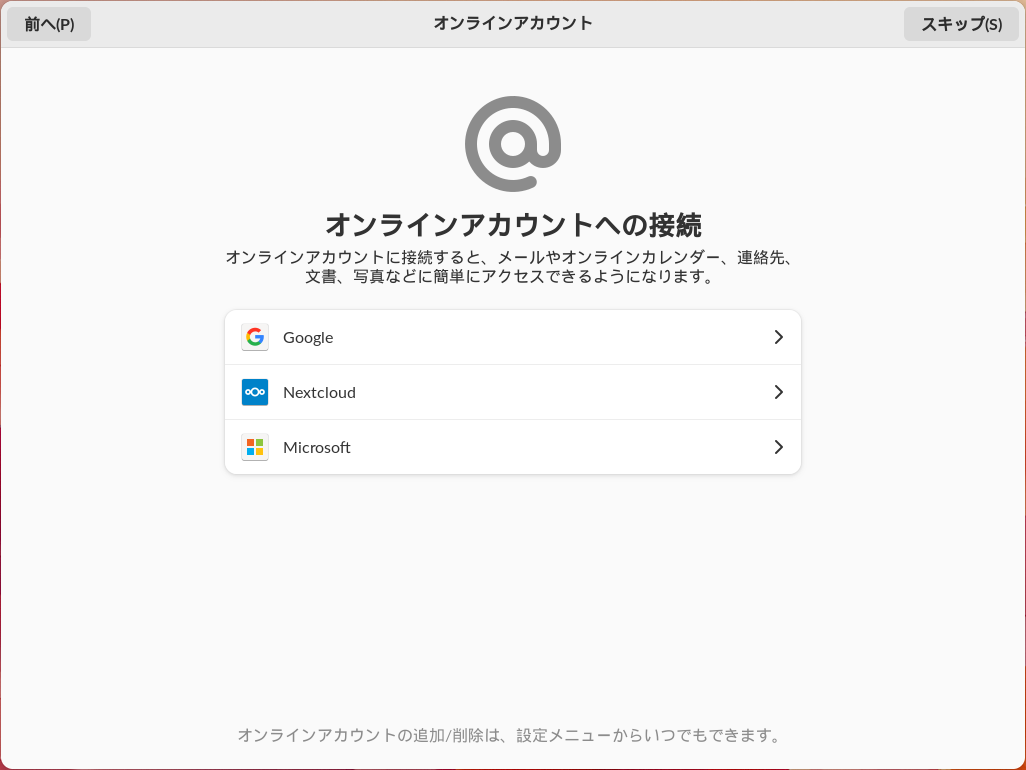 前へ(P)
オンラインアカウント
スキップ(S)
オンラインアカウントへの接続
オンラインアカウントに接続すると、メールやオンラインカレンダー、連絡先、
文書、写真などに簡単にアクセスできるようになります。
Google
Nextcloud
Microsoft
オンラインアカウントの追加/削除は、設定メニューからいつでもできます。